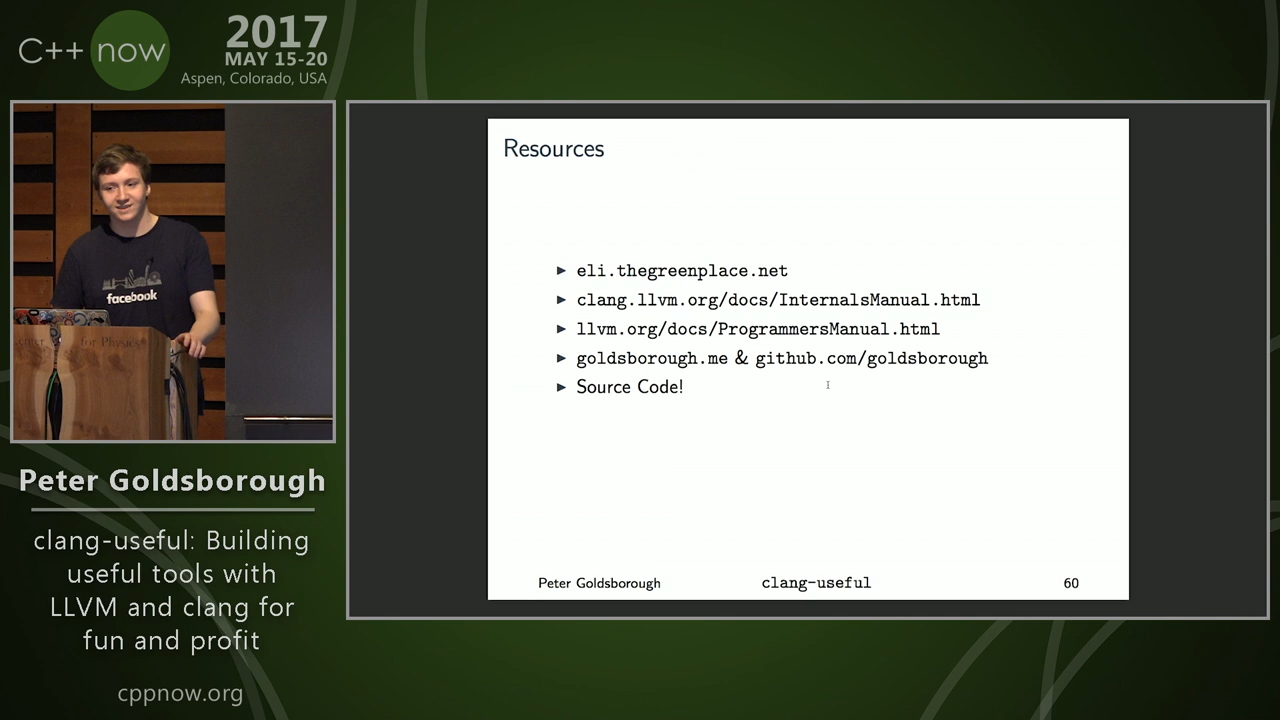 C++ now
2017
MAY 15-20
Aspen, Colorado, USA
facebook
for Physics
Peter Goldsborough
clang-useful: Building
useful tools with
LLVM and clang for
fun and profit
cppnow.org
Resources
▶ eli.thegreenplace.net
▶ clang.llvm.org/docs/InternalsManual.html
▶ llvm.org/docs/ProgrammersManual.html
▶ goldsborough.me & github.com/goldsborough
▶ Source Code!
Peter Goldsborough
clang-useful
60